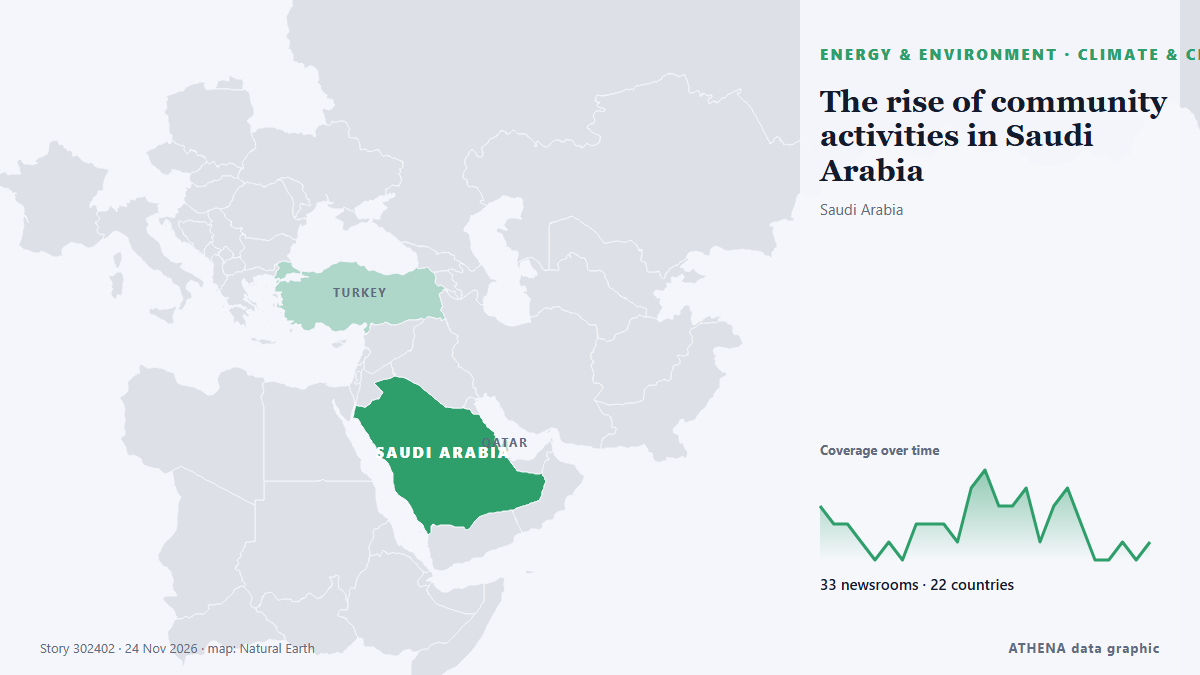 ENERGY & ENVIRONMENT · CLIMATE &
The rise of community
activities in Saudi
Arabia
Saudi Arabia
TURKEY
QATAR
SAUDI ARABIA
Coverage over time
33 newsrooms · 22 countries
Story 302402 · 24 Nov 2026 · map: Natural Earth
ATHENA data graphic